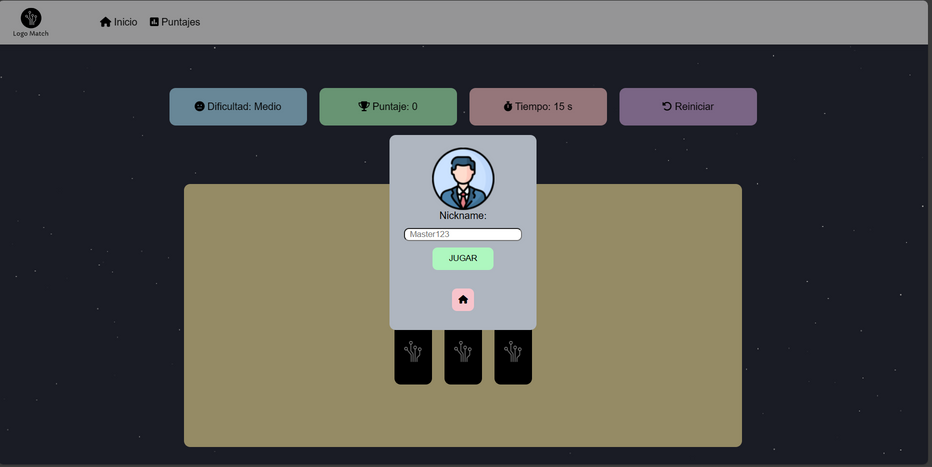 Logo Match
Inicio
Puntajes
Dificultad: Medio
Puntaje: 0
Tiempo: 15 s
Reiniciar
Nickname:
Master123
JUGAR